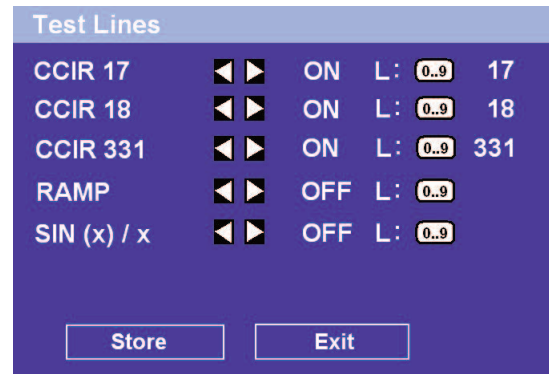 Test Lines
CCIR 17 ON L: 0..9 17
CCIR 18 ON L: 0..9 18
CCIR 331 ON L: 0..9 331
RAMP OFF L: 0..9
SIN (x) / x OFF L: 0..9
Store Exit